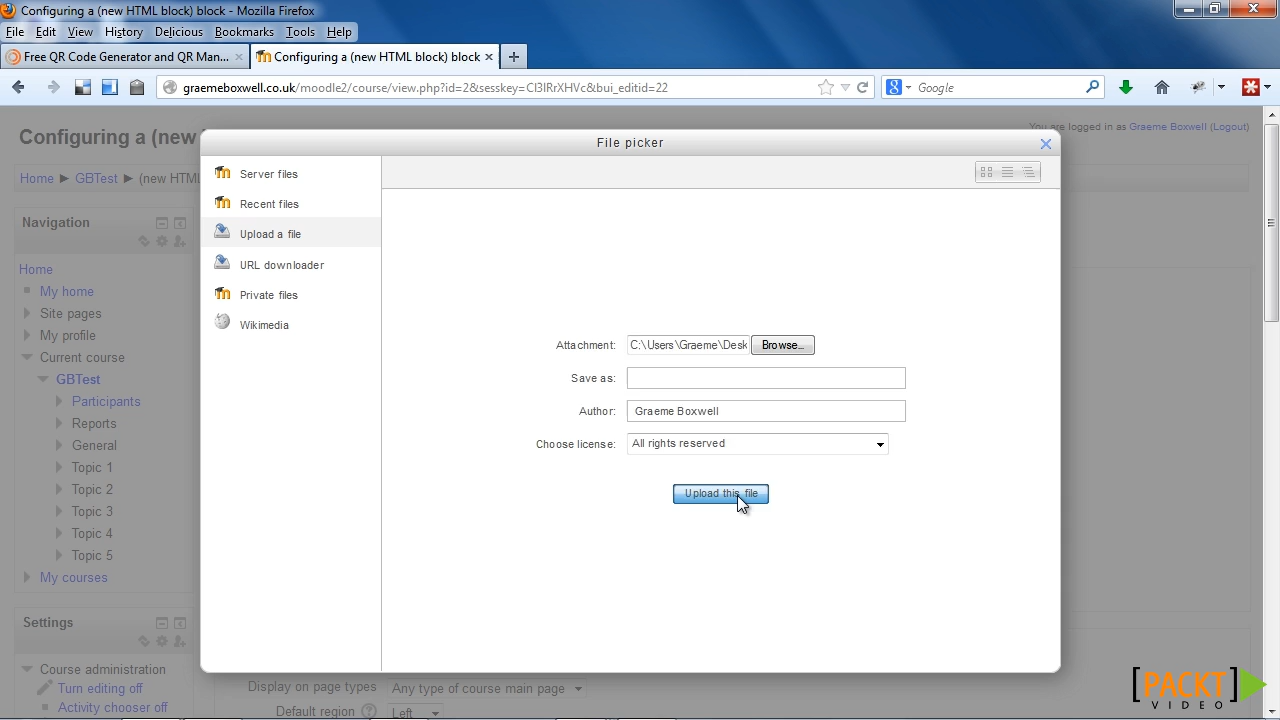 Configuring a (new HTML block) block - Mozilla Firefox
File Edit View History Delicious Bookmarks Tools Help
Free QR Code Generator and QR Man... × Configuring a (new HTML block) block ×
graemeboxwell.co.uk/moodle2/course/view.php?id=2&sesskey=CI3IRXHVc&bui_editid=22
Google
Configuring a (new
You are logged in as Graeme Boxwell (Logout)
Home ► GBTest ► (new HTML
File picker
Server files
Recent files
Upload a file
URL downloader
Private files
Wikimedia
Attachment: C:\Users\Graeme\Desk Browse...
Save as:
Author: Graeme Boxwell
Choose license: All rights reserved
Upload this file
Navigation
Home
My home
Site pages
My profile
Current course
GBTest
Participants
Reports
General
Topic 1
Topic 2
Topic 3
Topic 4
Topic 5
My courses
Settings
Course administration
Turn editing off
Activity chooser off
Display on page types Any type of course main page
Default region Left
[PACKT]
VIDEO